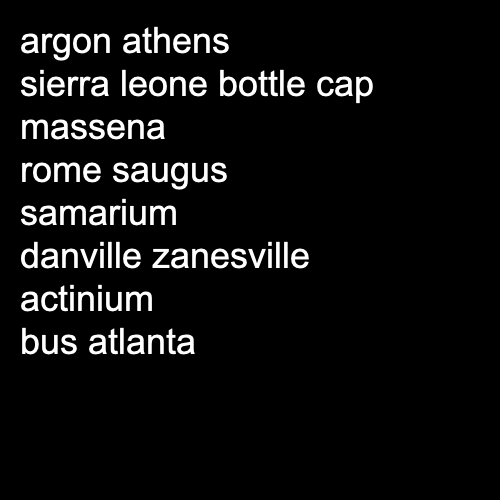 argon athens
sierra leone bottle cap
massena
rome saugus
samarium
danville zanesville
actinium
bus atlanta